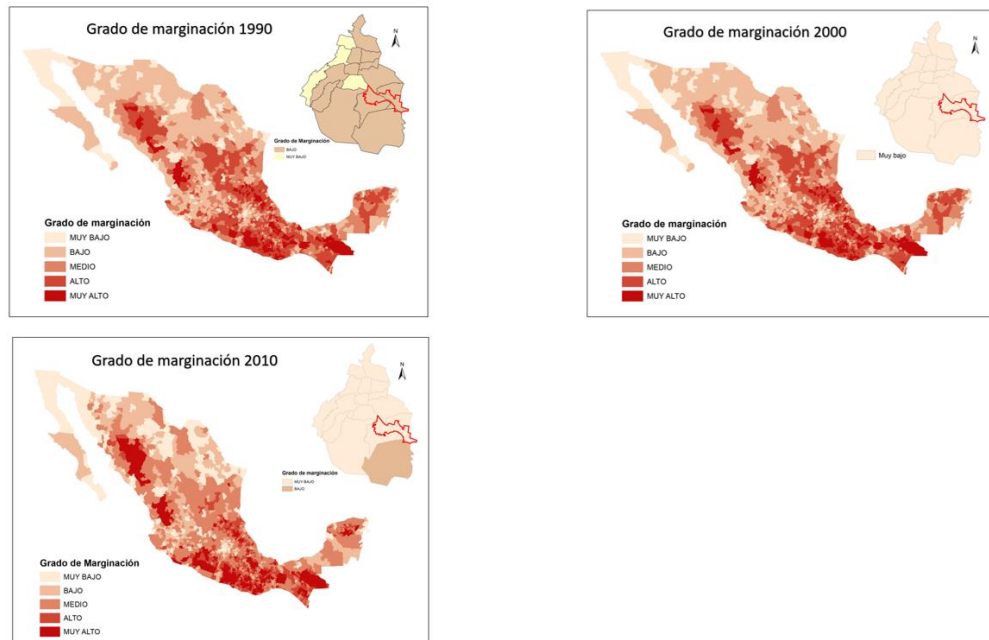 Grado de marginación 1990
N
Grado de Marginación
BAJO
MUY BAJO
Grado de marginación
MUY BAJO
BAJO
MEDIO
ALTO
MUY ALTO
Grado de marginación 2000
N
Muy bajo
Grado de marginación
MUY BAJO
BAJO
MEDIO
ALTO
MUY ALTO
Grado de marginación 2010
N
Grado de marginación
MUY BAJO
BAJO
Grado de Marginación
MUY BAJO
BAJO
MEDIO
ALTO
MUY ALTO